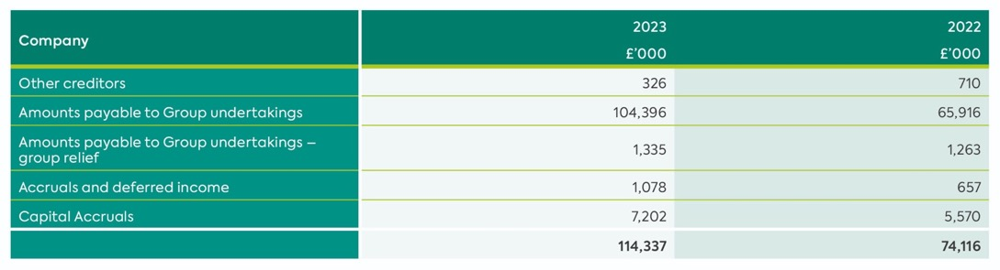 Company 2023 2022
£’000 £’000
Other creditors 326 710
Amounts payable to Group undertakings 104,396 65,916
Amounts payable to Group undertakings –
group relief 1,335 1,263
Accruals and deferred income 1,078 657
Capital Accruals 7,202 5,570
114,337 74,116